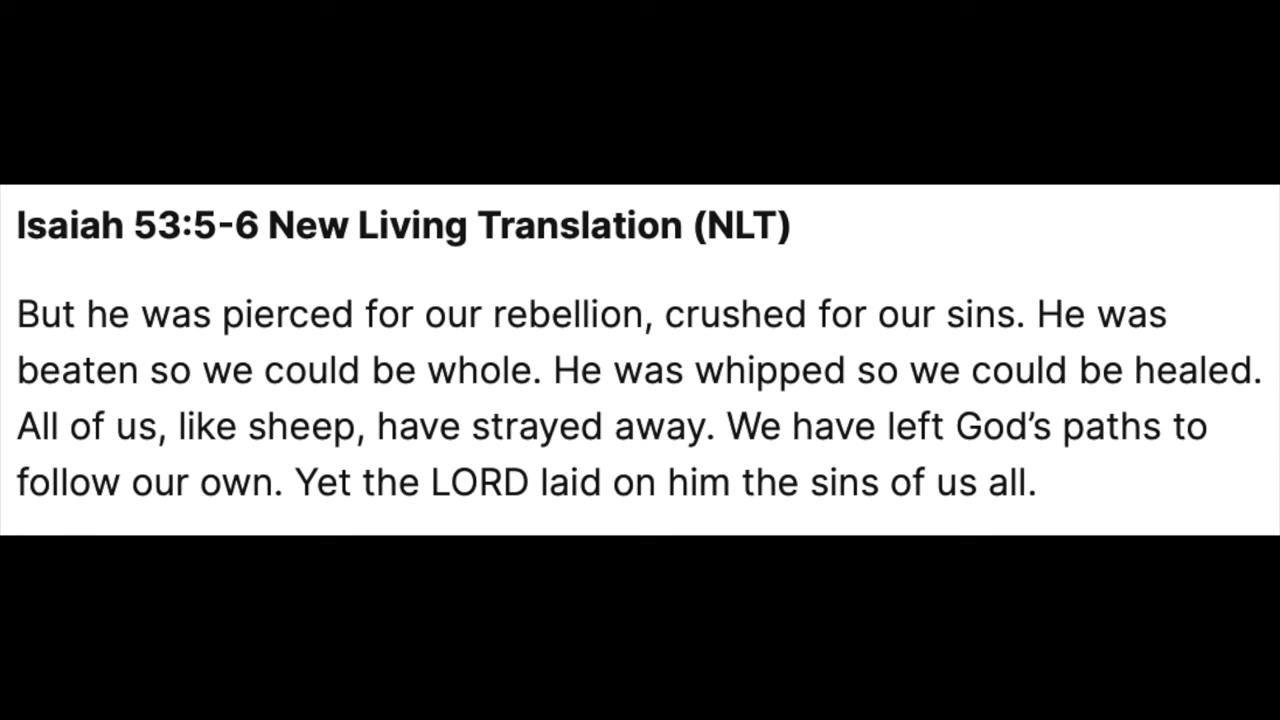 Isaiah 53:5-6 New Living Translation (NLT)
But he was pierced for our rebellion, crushed for our sins. He was
beaten so we could be whole. He was whipped so we could be healed.
All of us, like sheep, have strayed away. We have left God’s paths to
follow our own. Yet the LORD laid on him the sins of us all.